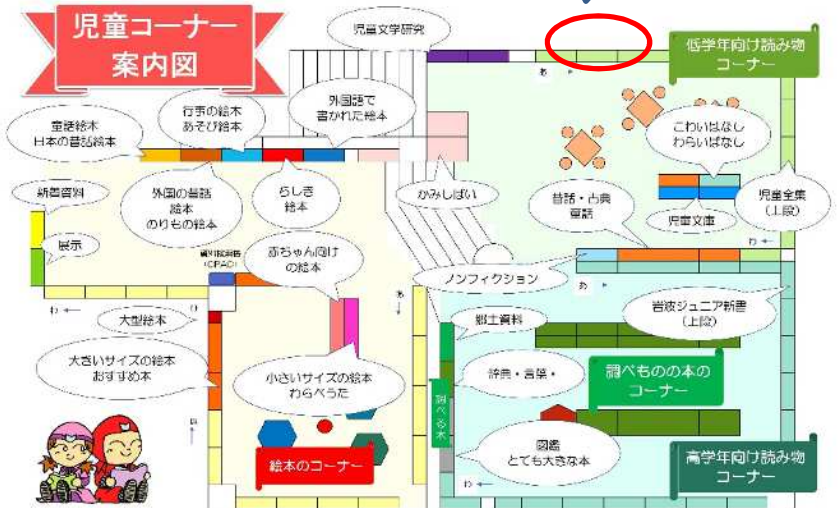 児童コーナー
案内図
児童文学研究
低学年向け読み物
コーナー
あ
行事の絵本
あそび絵本
外国語で
書かれた絵本
童話絵本
日本の昔話絵本
こわいはなし
わらいばなし
新着資料
外国の昔話
絵本
のりもの絵本
ちしき
絵本
かみしばい
昔話・古典
童話
児童文庫
児童全集
(上段)
展示
(OPAC)
赤ちゃん向け
の絵本
ノンフィクション
わ
あ
わ
ひ
あ
大型絵本
郷土資料
岩波ジュニア新書
(上段)
大きいサイズの絵本
おすすめ本
小さいサイズの絵本
わらべうた
辞典・言葉・
調べものの本の
コーナー
調べる本
絵本のコーナー
図鑑
とても大きな本
高学年向け読み物
コーナー
わ